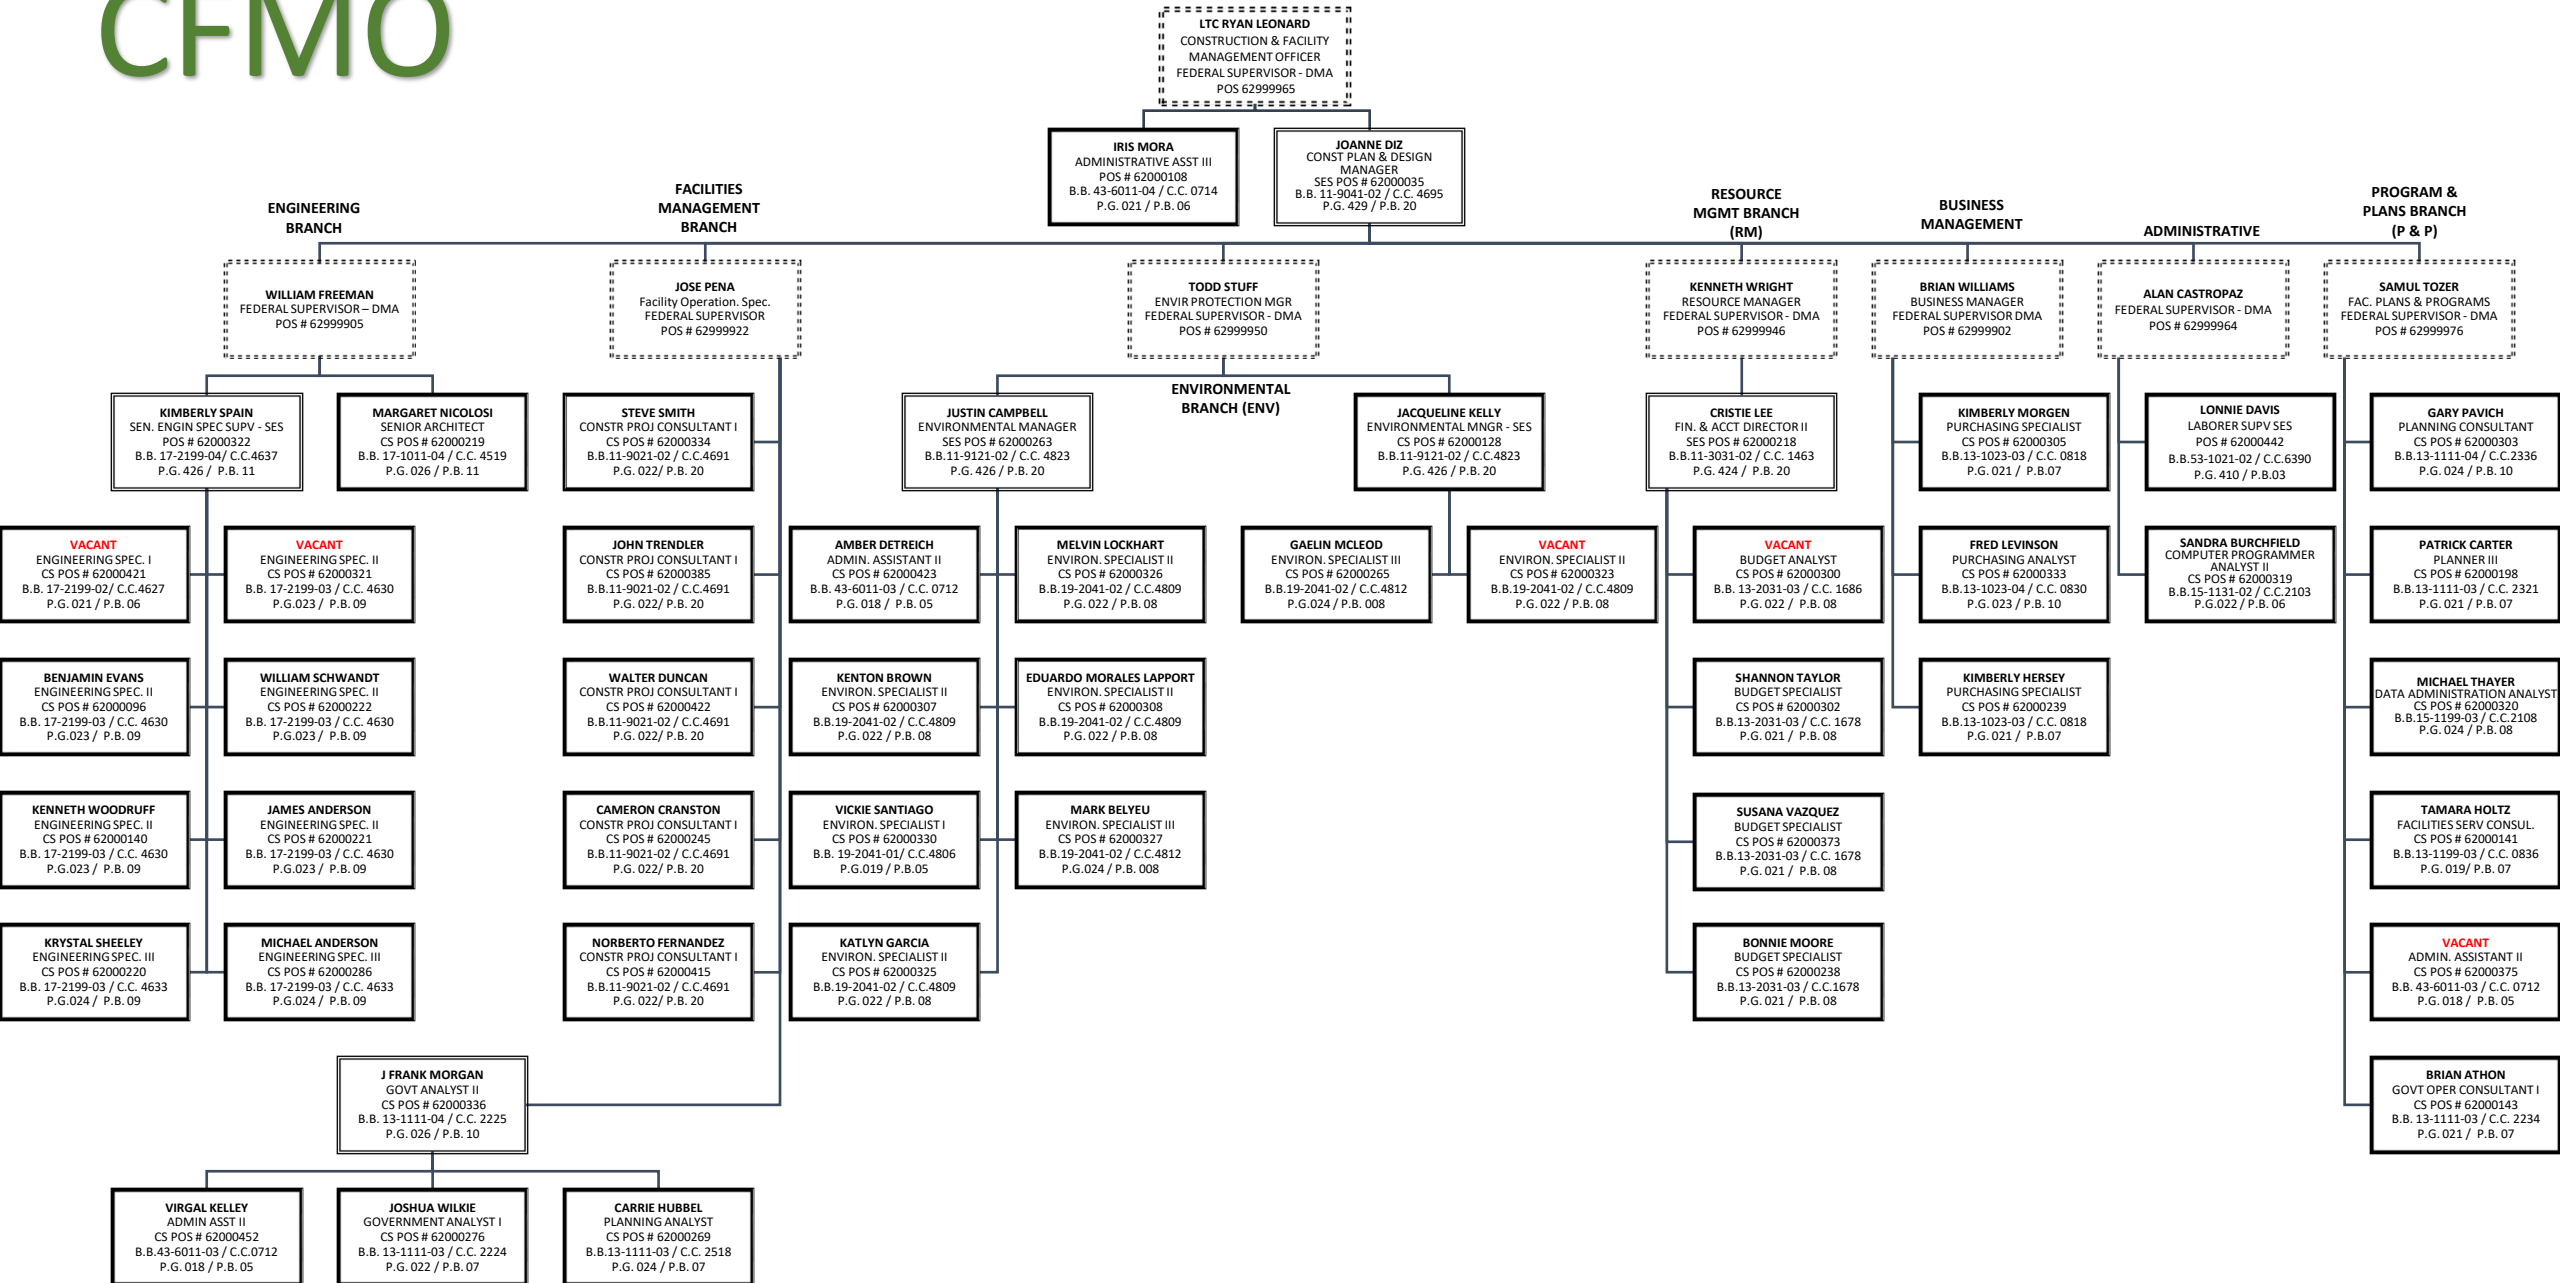 CFMO
LTC RYAN LEONARD
CONSTRUCTION & FACILITY
MANAGEMENT OFFICER
FEDERAL SUPERVISOR - DMA
POS 62999965
IRIS MORA
ADMINISTRATIVE ASST III
POS # 62000108
B.B. 43-6011-04 / C.C. 0714
P.G. 021 / P.B. 06
JOANNE DIZ
CONST PLAN & DESIGN
MANAGER
SES POS # 62000035
B.B. 11-9041-02 / C.C. 4695
P.G. 429 / P.B. 20
ENGINEERING
BRANCH
FACILITIES
MANAGEMENT
BRANCH
RESOURCE
MGMT BRANCH
(RM)
BUSINESS
MANAGEMENT
ADMINISTRATIVE
PROGRAM &
PLANS BRANCH
(P & P)
WILLIAM FREEMAN
FEDERAL SUPERVISOR – DMA
POS # 62999905
JOSE PENA
Facility Operation. Spec.
FEDERAL SUPERVISOR
POS # 62999922
TODD STUFF
ENVIR PROTECTION MGR
FEDERAL SUPERVISOR - DMA
POS # 62999950
KENNETH WRIGHT
RESOURCE MANAGER
FEDERAL SUPERVISOR - DMA
POS # 62999946
BRIAN WILLIAMS
BUSINESS MANAGER
FEDERAL SUPERVISOR DMA
POS # 62999902
ALAN CASTROPAZ
FEDERAL SUPERVISOR - DMA
POS # 62999964
SAMUL TOZER
FAC. PLANS & PROGRAMS
FEDERAL SUPERVISOR - DMA
POS # 62999976
KIMBERLY SPAIN
SEN. ENGIN SPEC SUPV - SES
POS # 62000322
B.B. 17-2199-04/ C.C.4637
P.G. 426 / P.B. 11
MARGARET NICOLOSI
SENIOR ARCHITECT
CS POS # 62000219
B.B. 17-1011-04 / C.C. 4519
P.G. 026 / P.B. 11
STEVE SMITH
CONSTR PROJ CONSULTANT I
CS POS # 62000334
B.B.11-9021-02 / C.C.4691
P.G. 022/ P.B. 20
JUSTIN CAMPBELL
ENVIRONMENTAL MANAGER
SES POS # 62000263
B.B.11-9121-02 / C.C. 4823
P.G. 426 / P.B. 20
ENVIRONMENTAL
BRANCH (ENV)
JACQUELINE KELLY
ENVIRONMENTAL MNGR - SES
CS POS # 62000128
B.B.11-9121-02 / C.C.4823
P.G. 426 / P.B. 20
CRISTIE LEE
FIN. & ACCT DIRECTOR II
SES POS # 62000218
B.B.11-3031-02 / C.C. 1463
P.G. 424 / P.B. 20
KIMBERLY MORGEN
PURCHASING SPECIALIST
CS POS # 62000305
B.B.13-1023-03 / C.C. 0818
P.G. 021 / P.B.07
LONNIE DAVIS
LABORER SUPV SES
POS # 62000442
B.B.53-1021-02 / C.C.6390
P.G. 410 / P.B.03
GARY PAVICH
PLANNING CONSULTANT
CS POS # 62000303
B.B.13-1111-04 / C.C.2336
P.G. 024 / P.B. 10
VACANT
ENGINEERING SPEC. I
CS POS # 62000421
B.B. 17-2199-02/ C.C.4627
P.G. 021 / P.B. 06
VACANT
ENGINEERING SPEC. II
CS POS # 62000321
B.B. 17-2199-03 / C.C. 4630
P.G.023 / P.B. 09
JOHN TRENDLER
CONSTR PROJ CONSULTANT I
CS POS # 62000385
B.B.11-9021-02 / C.C.4691
P.G. 022/ P.B. 20
AMBER DETREICH
ADMIN. ASSISTANT II
CS POS # 62000423
B.B. 43-6011-03 / C.C. 0712
P.G. 018 / P.B. 05
MELVIN LOCKHART
ENVIRON. SPECIALIST II
CS POS # 62000326
B.B.19-2041-02 / C.C.4809
P.G. 022 / P.B. 08
GAELIN MCLEOD
ENVIRON. SPECIALIST III
CS POS # 62000265
B.B.19-2041-02 / C.C.4812
P.G.024 / P.B. 008
VACANT
ENVIRON. SPECIALIST II
CS POS # 62000323
B.B.19-2041-02 / C.C.4809
P.G. 022 / P.B. 08
VACANT
BUDGET ANALYST
CS POS # 62000300
B.B. 13-2031-03 / C.C. 1686
P.G. 022 / P.B. 08
FRED LEVINSON
PURCHASING ANALYST
CS POS # 62000333
B.B.13-1023-04 / C.C. 0830
P.G. 023 / P.B. 10
SANDRA BURCHFIELD
COMPUTER PROGRAMMER
ANALYST II
CS POS # 62000319
B.B.15-1131-02 / C.C.2103
P.G.022 / P.B. 06
PATRICK CARTER
PLANNER III
CS POS # 62000198
B.B.13-1111-03 / C.C. 2321
P.G. 021 / P.B. 07
BENJAMIN EVANS
ENGINEERING SPEC. II
CS POS # 62000096
B.B. 17-2199-03 / C.C. 4630
P.G.023 / P.B. 09
WILLIAM SCHWANDT
ENGINEERING SPEC. II
CS POS # 62000222
B.B. 17-2199-03 / C.C. 4630
P.G.023 / P.B. 09
WALTER DUNCAN
CONSTR PROJ CONSULTANT I
CS POS # 62000422
B.B.11-9021-02 / C.C.4691
P.G. 022/ P.B. 20
KENTON BROWN
ENVIRON. SPECIALIST II
CS POS # 62000307
B.B.19-2041-02 / C.C.4809
P.G. 022 / P.B. 08
EDUARDO MORALES LAPPORT
ENVIRON. SPECIALIST II
CS POS # 62000308
B.B.19-2041-02 / C.C.4809
P.G. 022 / P.B. 08
SHANNON TAYLOR
BUDGET SPECIALIST
CS POS # 62000302
B.B.13-2031-03 / C.C. 1678
P.G. 021 / P.B. 08
KIMBERLY HERSEY
PURCHASING SPECIALIST
CS POS # 62000239
B.B.13-1023-03 / C.C. 0818
P.G. 021 / P.B.07
MICHAEL THAYER
DATA ADMINISTRATION ANALYST
CS POS # 62000320
B.B.15-1199-03 / C.C.2108
P.G. 024 / P.B. 08
KENNETH WOODRUFF
ENGINEERING SPEC. II
CS POS # 62000140
B.B. 17-2199-03 / C.C. 4630
P.G.023 / P.B. 09
JAMES ANDERSON
ENGINEERING SPEC. II
CS POS # 62000221
B.B. 17-2199-03 / C.C. 4630
P.G.023 / P.B. 09
CAMERON CRANSTON
CONSTR PROJ CONSULTANT I
CS POS # 62000245
B.B.11-9021-02 / C.C.4691
P.G. 022/ P.B. 20
VICKIE SANTIAGO
ENVIRON. SPECIALIST I
CS POS # 62000330
B.B. 19-2041-01/ C.C.4806
P.G.019 / P.B.05
MARK BELYEU
ENVIRON. SPECIALIST III
CS POS # 62000327
B.B.19-2041-02 / C.C.4812
P.G.024 / P.B. 008
SUSANA VAZQUEZ
BUDGET SPECIALIST
CS POS # 62000373
B.B.13-2031-03 / C.C. 1678
P.G. 021 / P.B. 08
TAMARA HOLTZ
FACILITIES SERV CONSUL.
CS POS # 62000141
B.B.13-1199-03 / C.C. 0836
P.G. 019/ P.B. 07
KRYSTAL SHEELEY
ENGINEERING SPEC. III
CS POS # 62000220
B.B. 17-2199-03 / C.C. 4633
P.G.024 / P.B. 09
MICHAEL ANDERSON
ENGINEERING SPEC. III
CS POS # 62000286
B.B. 17-2199-03 / C.C. 4633
P.G.024 / P.B. 09
NORBERTO FERNANDEZ
CONSTR PROJ CONSULTANT I
CS POS # 62000415
B.B.11-9021-02 / C.C.4691
P.G. 022/ P.B. 20
KATLYN GARCIA
ENVIRON. SPECIALIST II
CS POS # 62000325
B.B.19-2041-02 / C.C.4809
P.G. 022 / P.B. 08
BONNIE MOORE
BUDGET SPECIALIST
CS POS # 62000238
B.B.13-2031-03 / C.C.1678
P.G. 021 / P.B. 08
VACANT
ADMIN. ASSISTANT II
CS POS # 62000375
B.B. 43-6011-03 / C.C. 0712
P.G. 018 / P.B. 05
J FRANK MORGAN
GOVT ANALYST II
CS POS # 62000336
B.B. 13-1111-04 / C.C. 2225
P.G. 026 / P.B. 10
BRIAN ATHON
GOVT OPER CONSULTANT I
CS POS # 62000143
B.B. 13-1111-03 / C.C. 2234
P.G. 021 / P.B. 07
VIRGAL KELLEY
ADMIN ASST II
CS POS # 62000452
B.B.43-6011-03 / C.C.0712
P.G. 018 / P.B. 05
JOSHUA WILKIE
GOVERNMENT ANALYST I
CS POS # 62000276
B.B. 13-1111-03 / C.C. 2224
P.G. 022 / P.B. 07
CARRIE HUBBEL
PLANNING ANALYST
CS POS # 62000269
B.B.13-1111-03 / C.C. 2518
P.G. 024 / P.B. 07